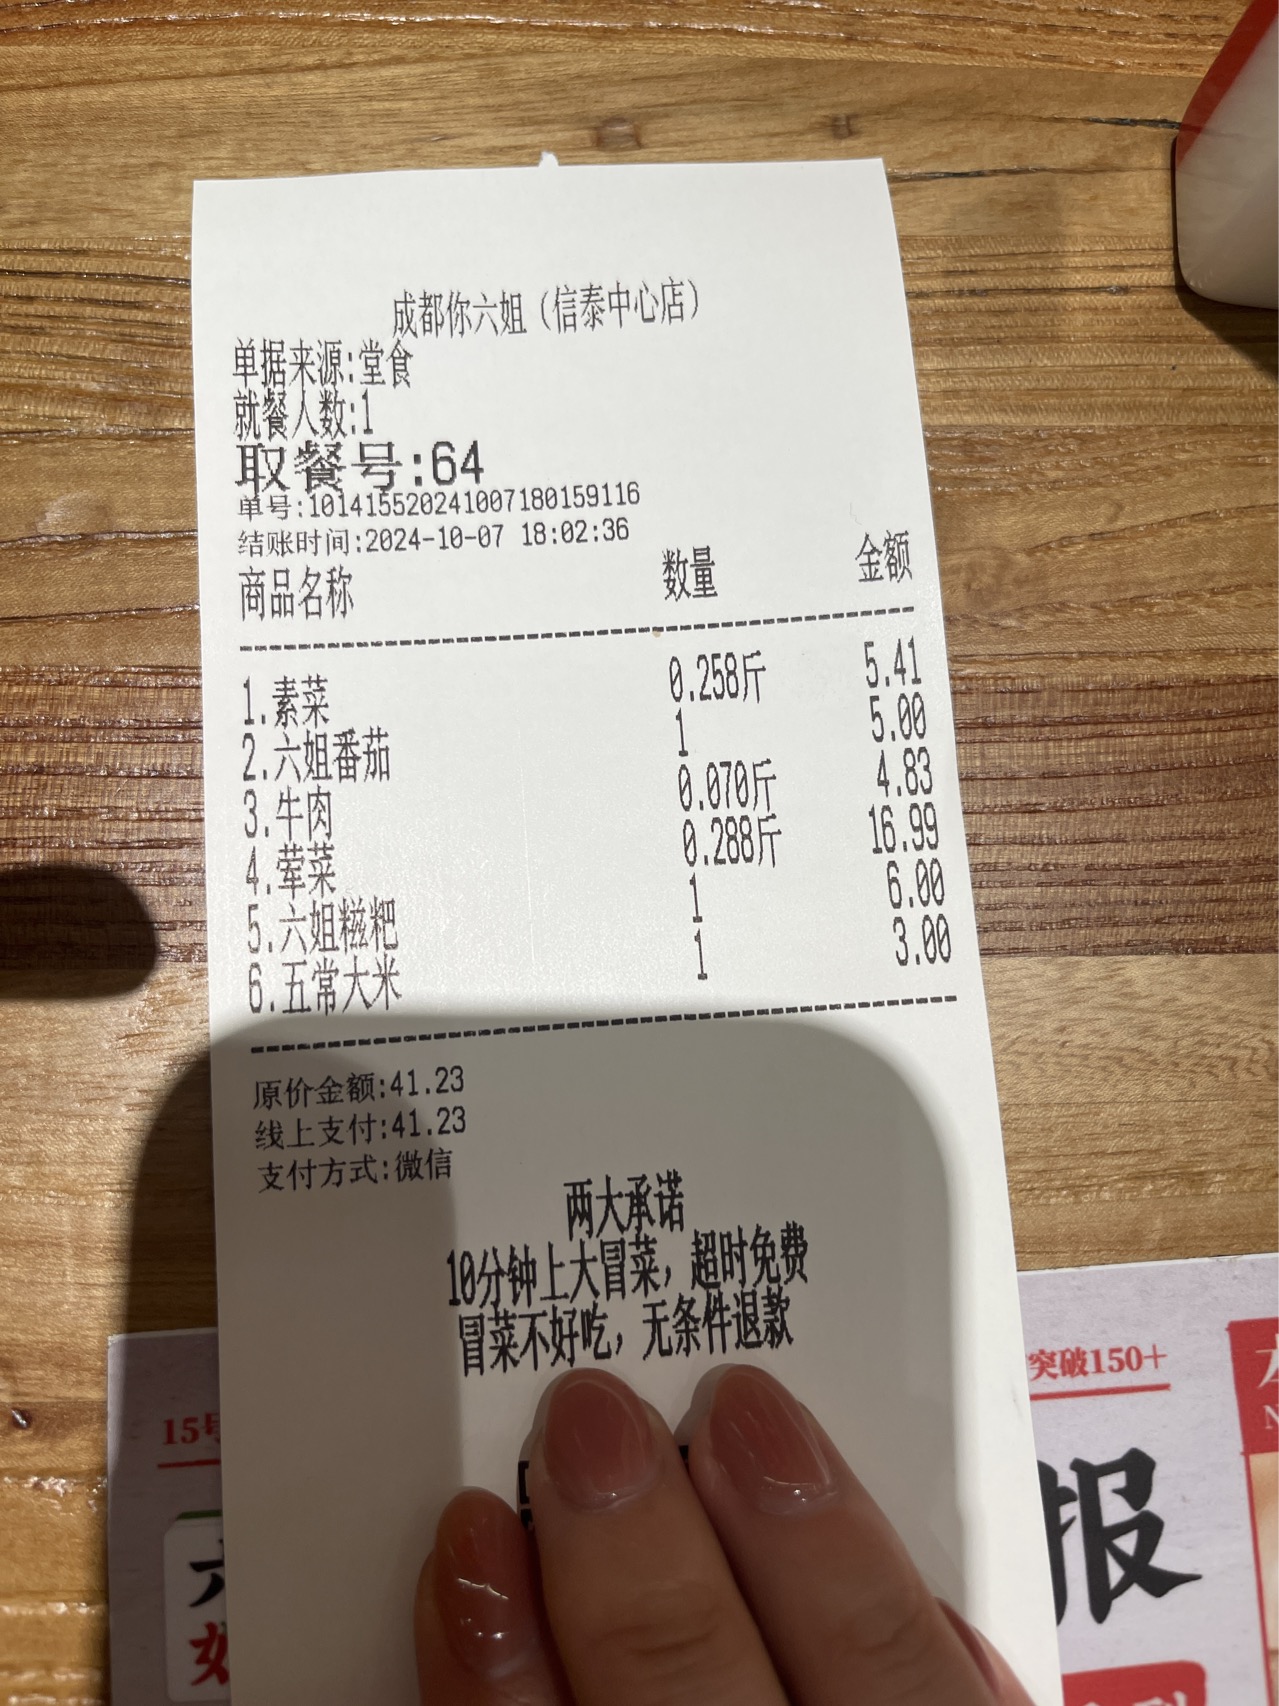 成都你六姐（信泰中心店）
单据来源:堂食
就餐人数:1
取餐号:64
单号:101415520241007180159116
结账时间:2024-10-07 18:02:36
商品名称 数量 金额
1.素菜 0.258斤 5.41
2.六姐番茄 1 5.00
3.牛肉 0.070斤 4.83
4.荤菜 0.288斤 16.99
5.六姐糍粑 1 6.00
6.五常大米 1 3.00
原价金额:41.23
线上支付:41.23
支付方式:微信
两大承诺
10分钟上大冒菜，超时免费
冒菜不好吃，无条件退款
突破150+
15号
报